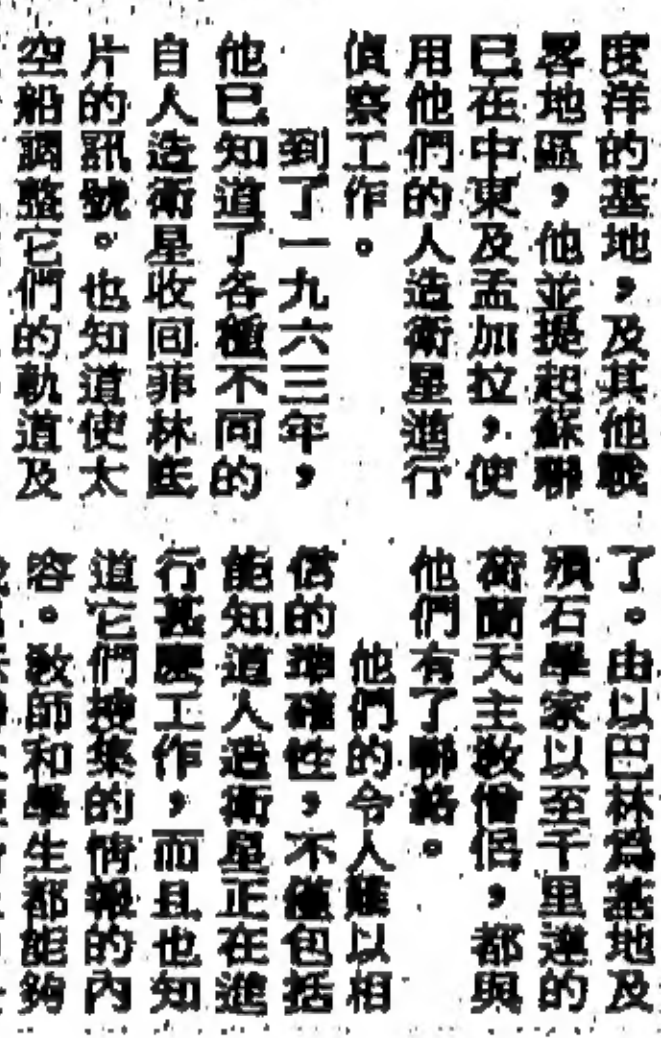 度洋的基地，及其他戰
畧地區，他並提起蘇聯
已在中東及孟加拉，使
用他們的人造衛星進行
偵察工作。
到了一九六三年，
他已知道了各種不同的
自人造衛星收回菲林底
片的訊號。也知道使太
空船調整它們的軌道及
了。由以巴林爲基地及
殞石學家以至千里達的
荷蘭天主教僧侶，都與
他們有了聯絡。
他們的令人難以相
信的準確性，不僅包括
能知道人造衛星正在進
行甚麼工作，而且也知
道它們搜集的情報的內
容。教師和學生都能夠